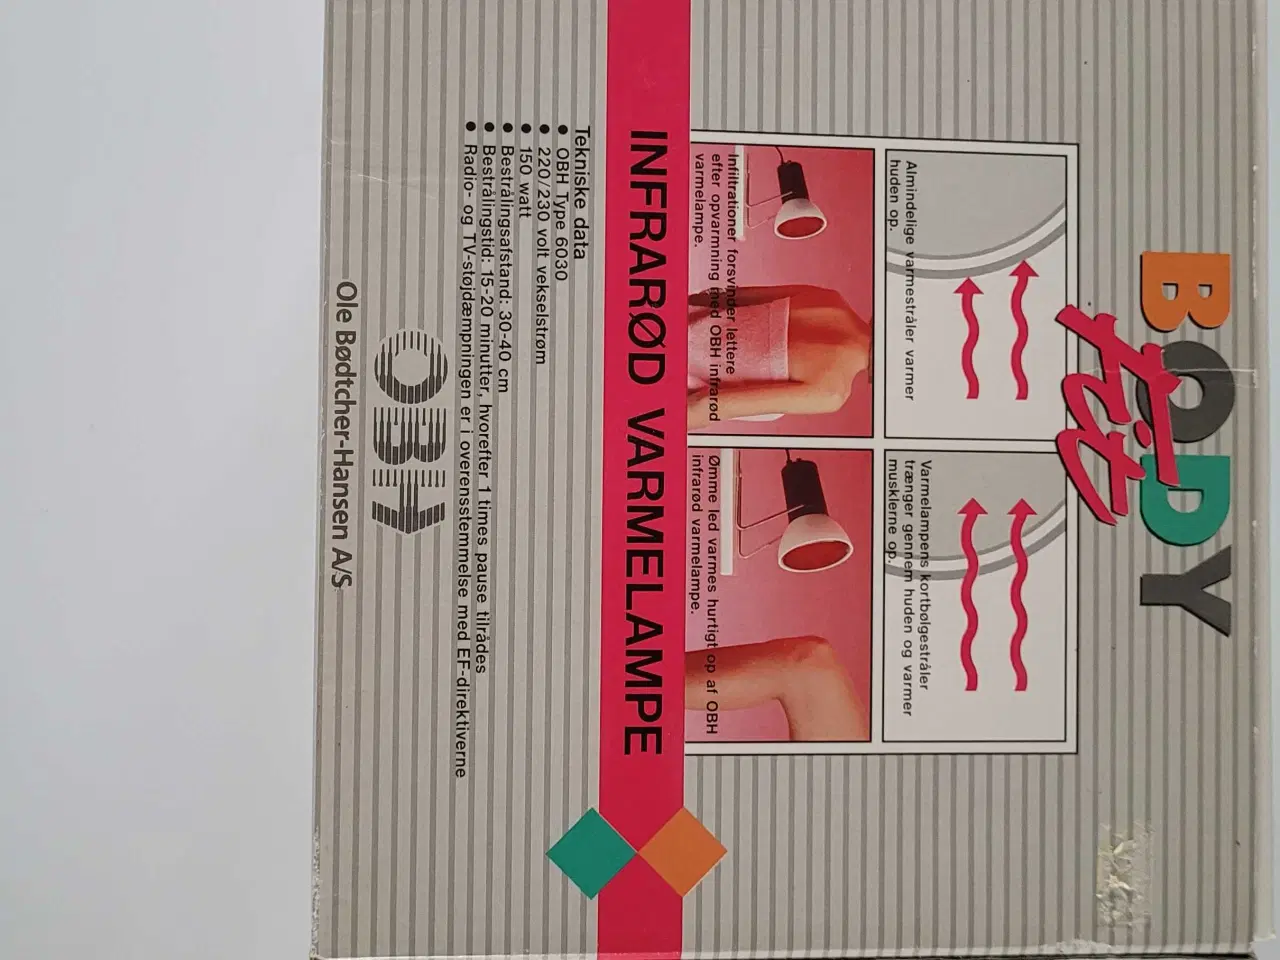 BODY
fit
Almindelige varmestråler varmer
huden op.
Varmelampens kortbølgestråler
trænger gennem huden og varmer
musklerne op.
Infiltrationer forsvinder lettere
efter opvarmning med OBH infrarød
varmelampe.
Ømme led varmes hurtigt op af OBH
infrarød varmelampe.
INFRARØD VARMELAMPE
Tekniske data
● OBH Type 6030
● 220/230 volt vekselstrøm
● 150 watt
● Bestrålingsafstand: 30-40 cm
● Bestrålingstid: 15-20 minutter, hvorefter 1 times pause tilrådes
● Radio- og TV-støjdæmpningen er i overensstemmelse med EF-direktiverne
OBH
Ole Bødtcher-Hansen A/S